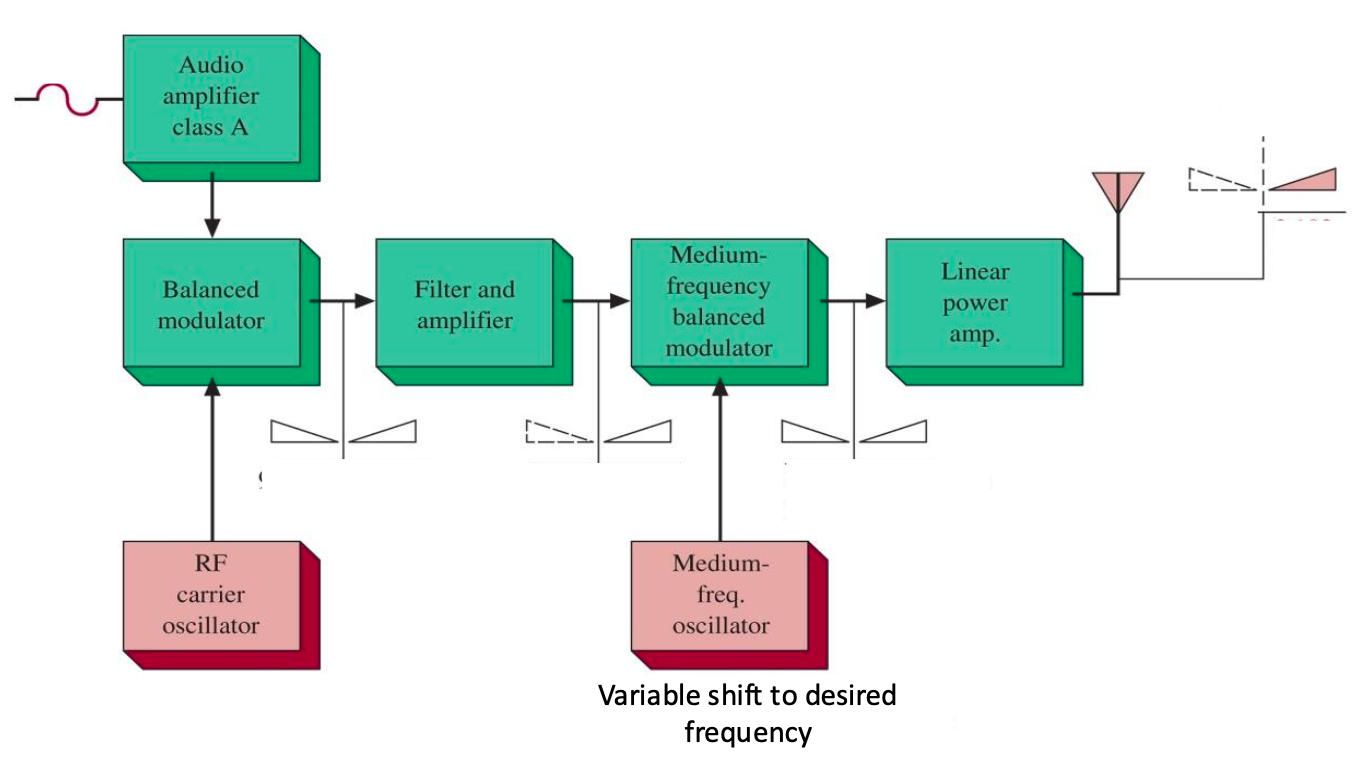 Audio
amplifier
class A
Balanced
modulator
Filter and
amplifier
Medium-
frequency
balanced
modulator
Linear
power
amp.
RF
carrier
oscillator
Medium-
freq.
oscillator
Variable shift to desired
frequency